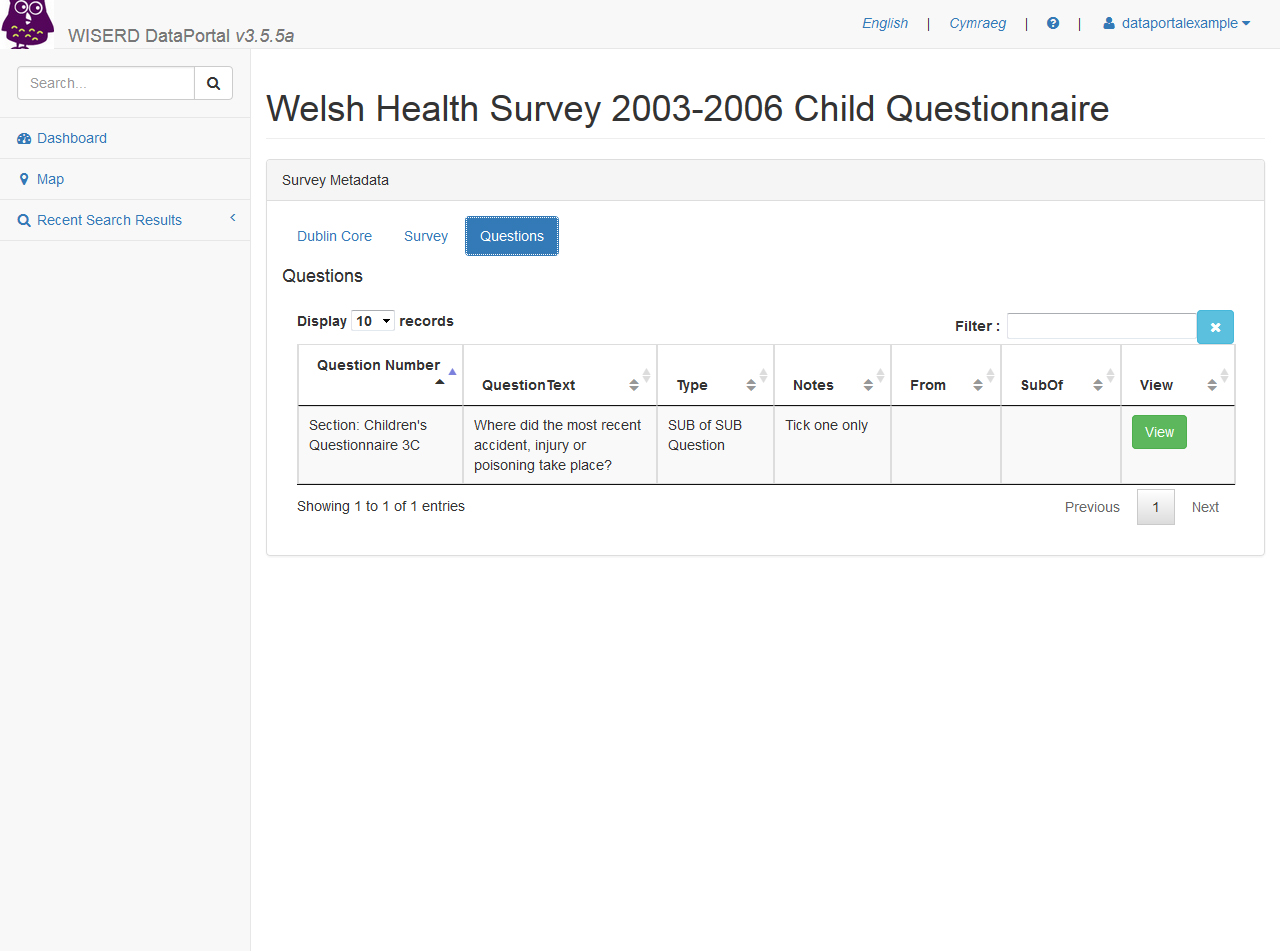 WISERD DataPortal v3.5.5a
English | Cymraeg | | dataportalexample
Search...
Dashboard
Map
Recent Search Results
Welsh Health Survey 2003-2006 Child Questionnaire
Survey Metadata
Dublin Core Survey Questions
Questions
Display 10 records
Filter :
Question Number QuestionText Type Notes From SubOf View
Section: Children's Where did the most recent SUB of SUB Tick one only View
Questionnaire 3C accident, injury or Question
poisoning take place?
Showing 1 to 1 of 1 entries
Previous 1 Next